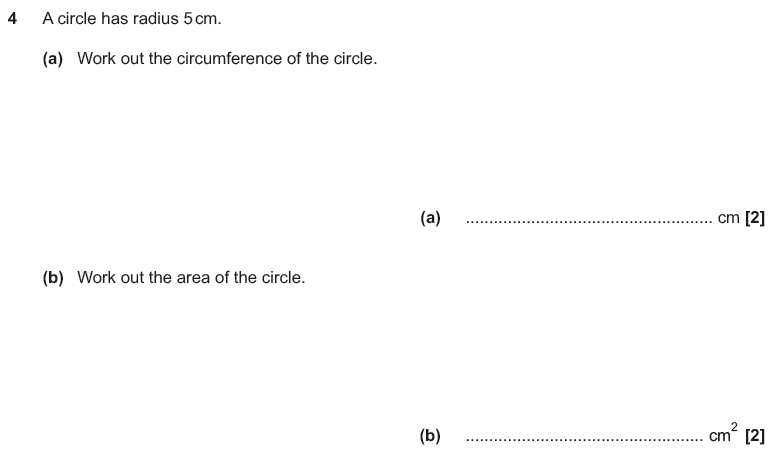 4 A circle has radius 5 cm.
(a) Work out the circumference of the circle.
(a) ..................................................... cm [2]
(b) Work out the area of the circle.
(b) ................................................... cm² [2]